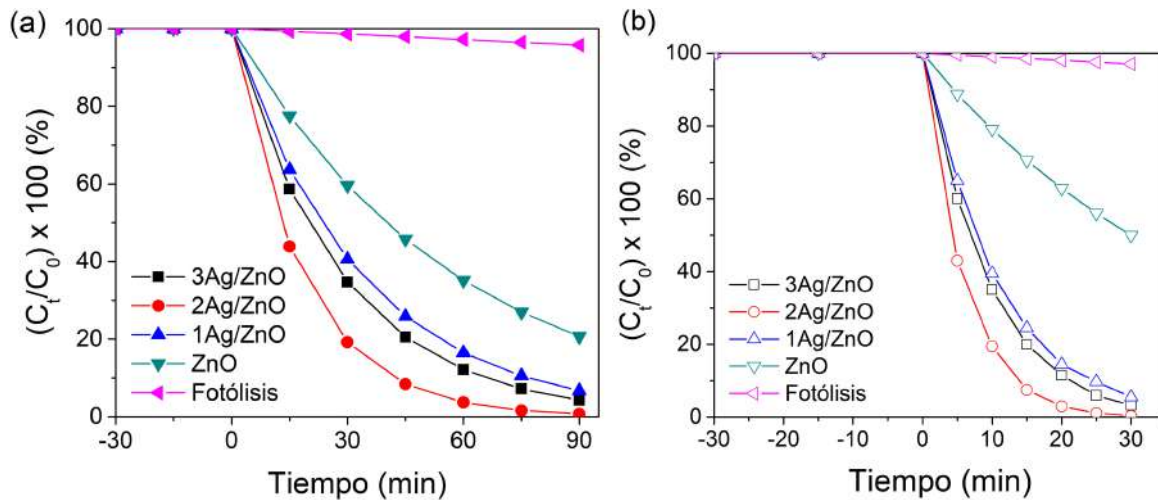 (a)
(C_t/C_0) x 100 (%)
100
80
60
40
20
0
3Ag/ZnO
2Ag/ZnO
1Ag/ZnO
ZnO
Fotólisis
-30 0 30 60 90
Tiempo (min)
(b)
(C_t/C_0) x 100 (%)
100
80
60
40
20
0
3Ag/ZnO
2Ag/ZnO
1Ag/ZnO
ZnO
Fotólisis
-30 -20 -10 0 10 20 30
Tiempo (min)